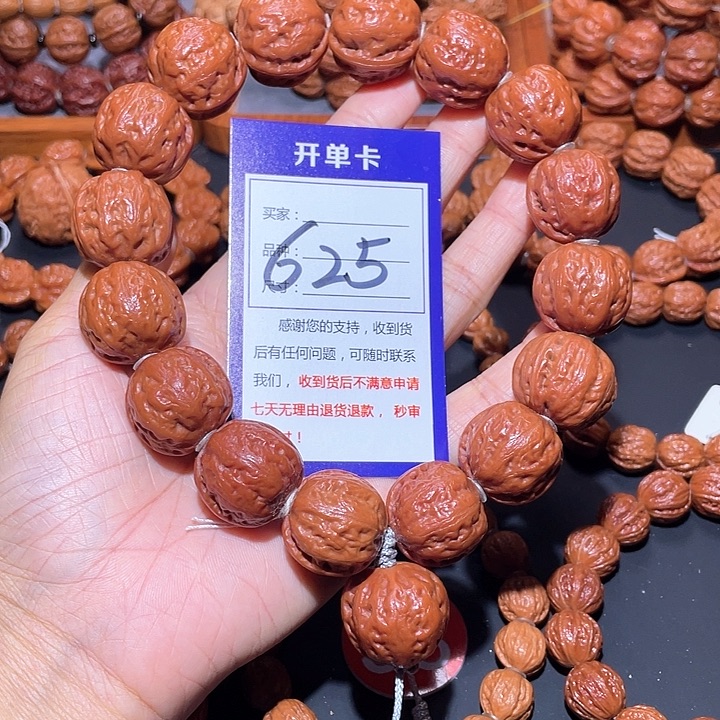 开单卡
买家：
品种：
625
尺寸：
感谢您的支持，收到货
后有任何问题，可随时联系
我们，收到货后不满意申请
七天无理由退货退款，秒审
！